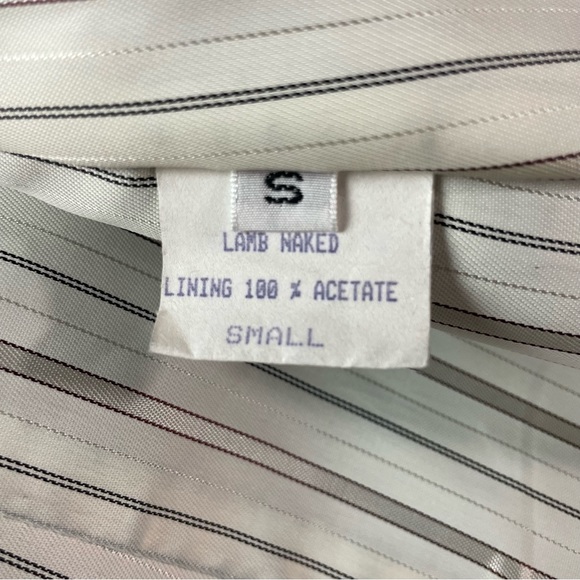 S
LAMB NAKED
LINING 100 % ACETATE
SMALL